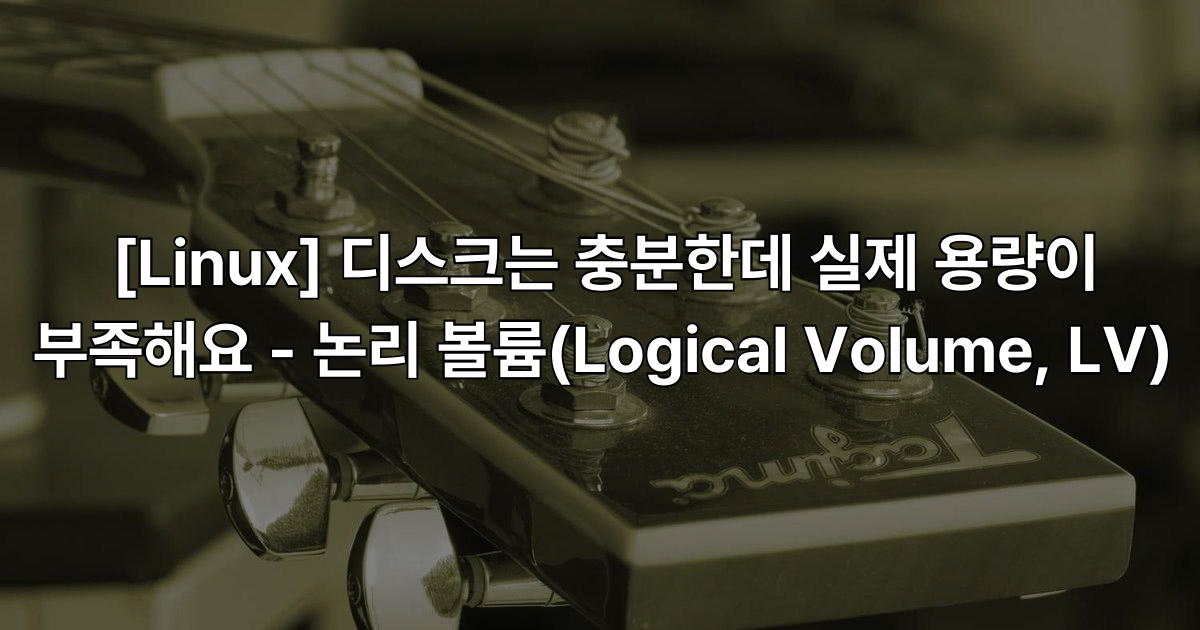 [Linux] 디스크는 충분한데 실제 용량이
부족해요 - 논리 볼륨(Logical Volume, LV)
Tagima